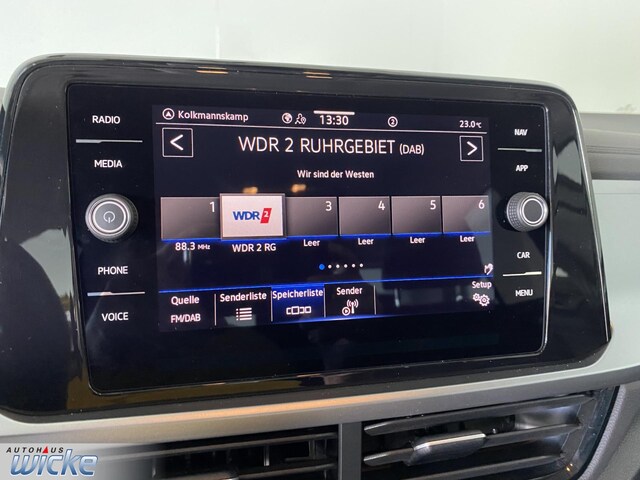 RADIO
MEDIA
PHONE
VOICE
Kolkmannskamp
13:30
2
23.0°C
< WDR 2 RUHRGEBIET (DAB) >
Wir sind der Westen
1 WDR 2 3 4 5 6
88.3 MHz WDR 2 RG Leer Leer Leer Leer
Setup
Quelle Senderliste Speicherliste Sender
FM/DAB
NAV
APP
CAR
MENU
AUTOHAUS
WICKE